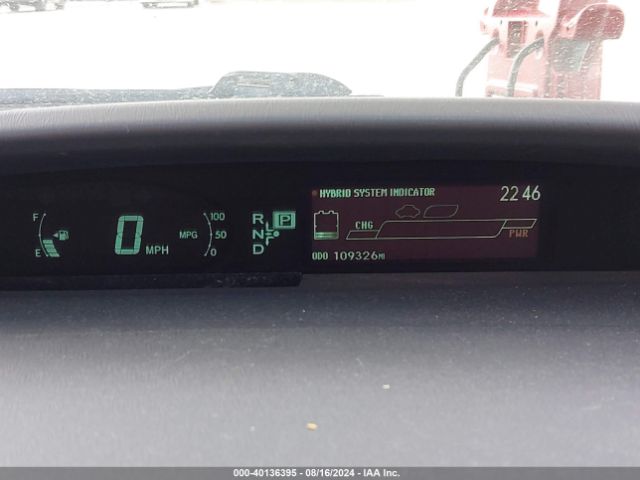 HYBRID SYSTEM INDICATOR 22 46
F
100
R P
0 MPH
MPG 50
N
CHG
PWR
E
0
D
ODO 109326MI
000-40136395 - 08/16/2024 - IAA Inc.